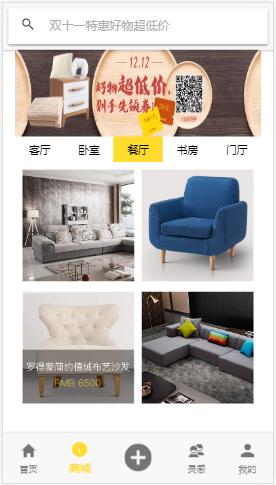 双十一特惠好物超低价
12.12
好物超低价,
剁手先领券!
客厅
卧室
餐厅
书房
门厅
罗得蒙简约植绒布艺沙发
RMB 6500
首页
商城
灵感
我的